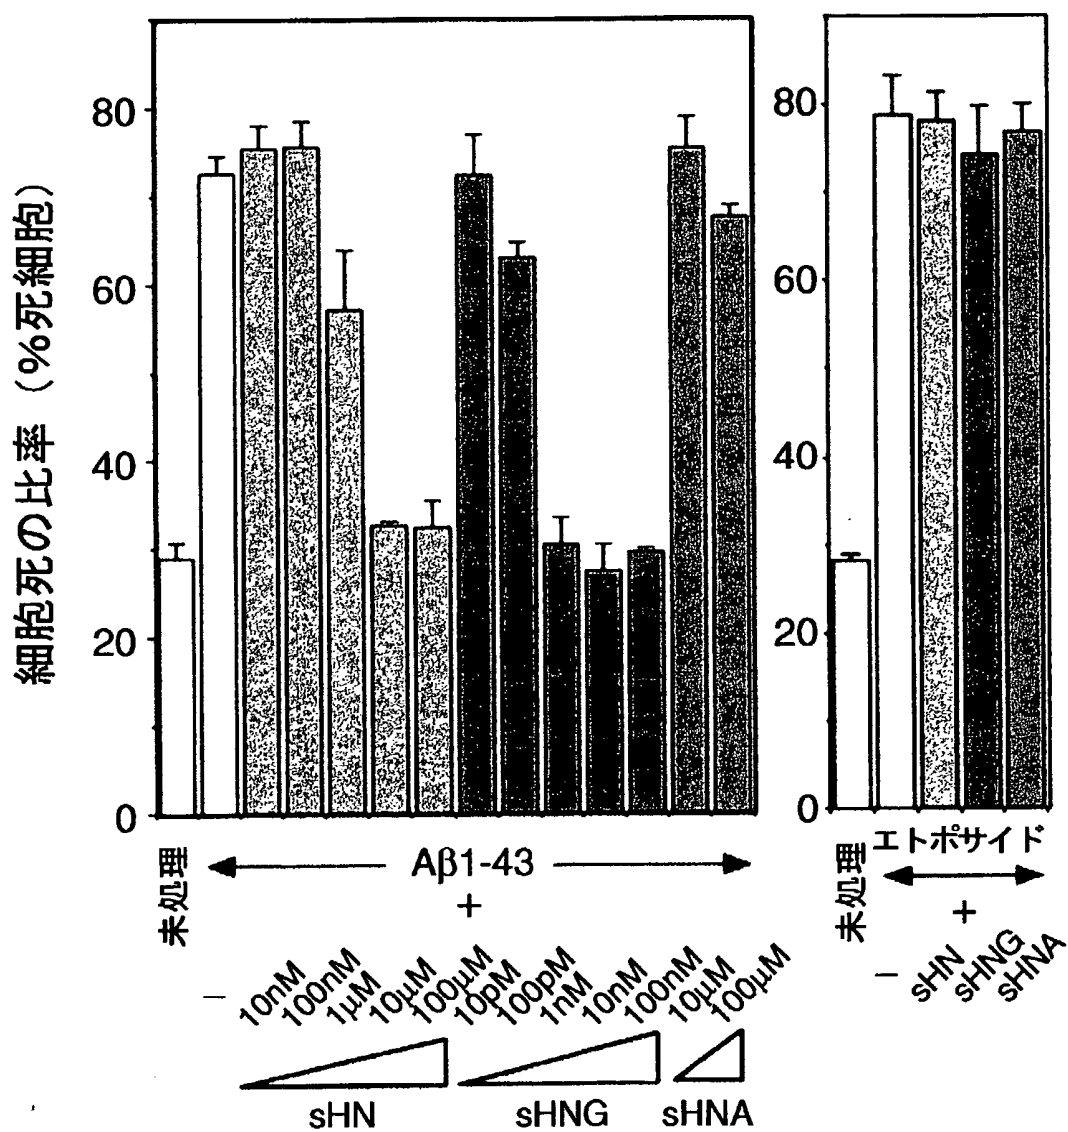 細胞死の比率(%死細胞)
80
60
40
20
0
未処理
Aβ1-43
+
–
10nM
100nM
1μM
10μM
100μM
10pM
100pM
1nM
10nM
100nM
10μM
100μM
sHN
sHNG
sHNA
80
60
40
20
0
未処理
エトポサイド
+
–
sHN
sHNG
sHNA